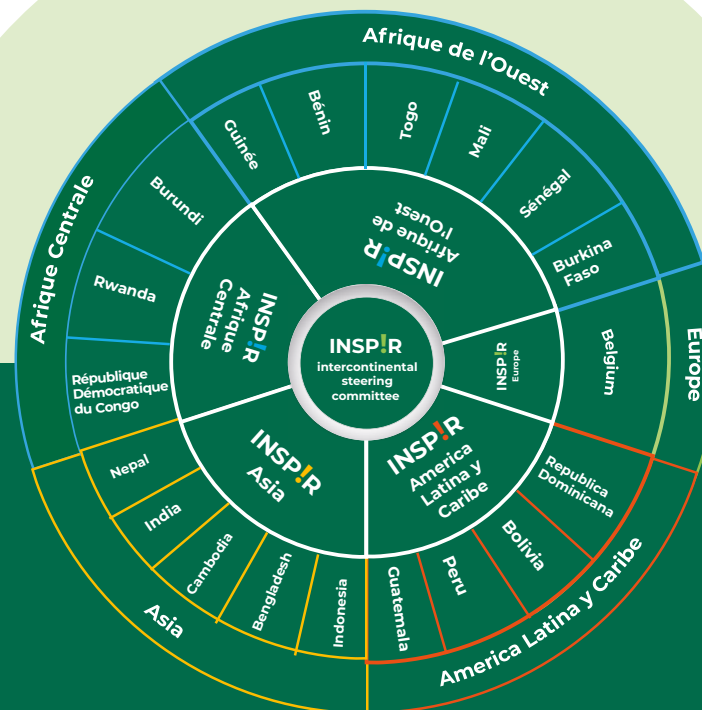 Afrique de l'Ouest
Guinée
Bénin
Togo
Mali
Sénégal
Burkina
Faso
INSP!R
Afrique de
l'Ouest
Afrique Centrale
Burundi
Rwanda
République
Démocratique
du Congo
INSP!R
Afrique
Centrale
INSP!R
intercontinental
steering
committee
INSP!R
Europe
Belgium
Europe
INSP!R
Asia
Nepal
India
Cambodia
Bengladesh
Indonesia
Asia
INSP!R
America
Latina y
Caribe
Republica
Dominicana
Bolivia
Peru
Guatemala
America Latina y Caribe